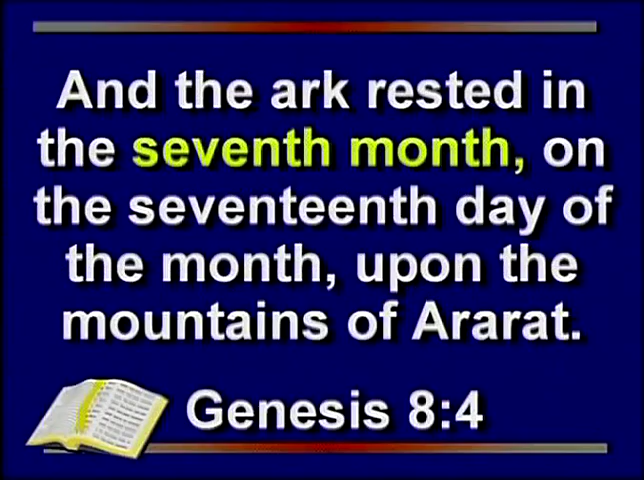 And the ark rested in
the seventh month, on
the seventeenth day of
the month, upon the
mountains of Ararat.
Genesis 8:4